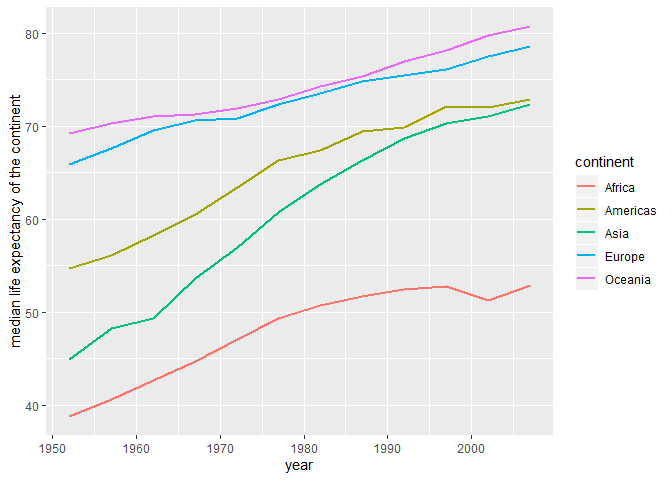 80
70
60
50
40
median life expectancy of the continent
1950
1960
1970
1980
1990
2000
year
continent
Africa
Americas
Asia
Europe
Oceania